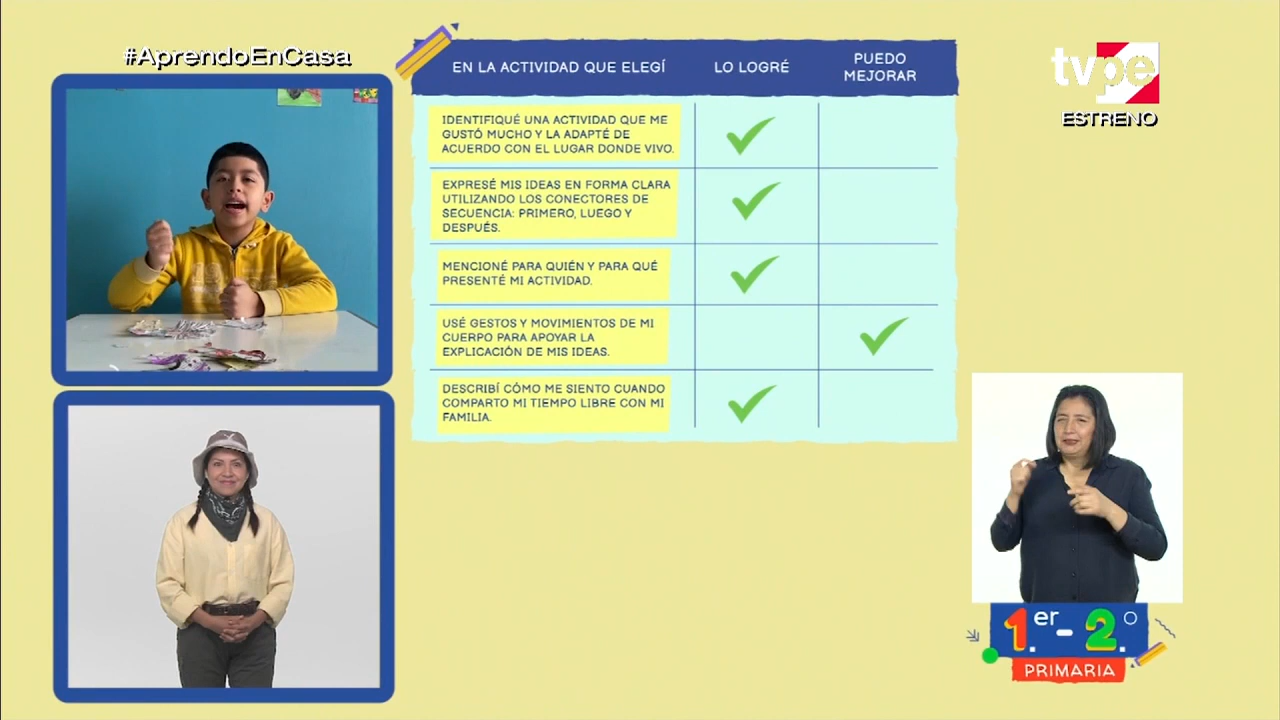 #AprendoEnCasa
EN LA ACTIVIDAD QUE ELEGÍ
LO LOGRÉ
PUEDO
MEJORAR
IDENTIFIQUÉ UNA ACTIVIDAD QUE ME
GUSTÓ MUCHO Y LA ADAPTÉ DE
ACUERDO CON EL LUGAR DONDE VIVO.
EXPRESÉ MIS IDEAS EN FORMA CLARA
UTILIZANDO LOS CONECTORES DE
SECUENCIA: PRIMERO, LUEGO Y
DESPUÉS.
MENCIONÉ PARA QUIÉN Y PARA QUÉ
PRESENTÉ MI ACTIVIDAD.
USÉ GESTOS Y MOVIMIENTOS DE MI
CUERPO PARA APOYAR LA
EXPLICACIÓN DE MIS IDEAS.
DESCRIBÍ CÓMO ME SIENTO CUANDO
COMPARTO MI TIEMPO LIBRE CON MI
FAMILIA.
tvpe
ESTRENO
1.er - 2.°
PRIMARIA